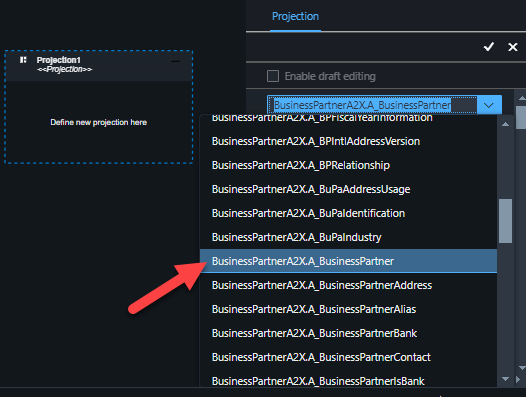 Projection
Projection1
<<Projection>>
Enable draft editing
Define new projection here
BusinessPartnerA2X.A_BusinessPartner
BusinessPartnerA2X.A_BPFiscalYearInformation
BusinessPartnerA2X.A_BPIntlAddressVersion
BusinessPartnerA2X.A_BPRelationship
BusinessPartnerA2X.A_BuPaAddressUsage
BusinessPartnerA2X.A_BuPaIdentification
BusinessPartnerA2X.A_BuPaIndustry
BusinessPartnerA2X.A_BusinessPartner
BusinessPartnerA2X.A_BusinessPartnerAddress
BusinessPartnerA2X.A_BusinessPartnerAlias
BusinessPartnerA2X.A_BusinessPartnerBank
BusinessPartnerA2X.A_BusinessPartnerContact
BusinessPartnerA2X.A_BusinessPartnerIsBank